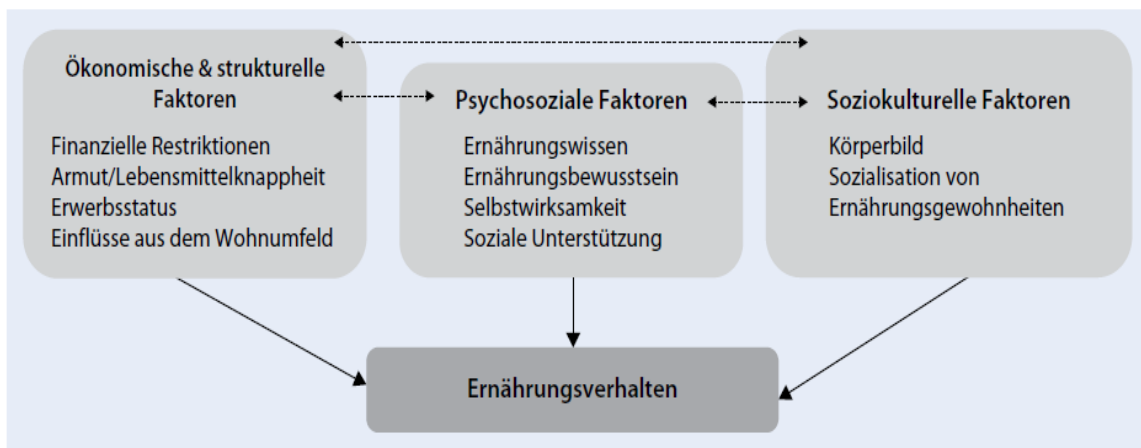 Ökonomische & strukturelle
Faktoren
Finanzielle Restriktionen
Armut/Lebensmittelknappheit
Erwerbsstatus
Einflüsse aus dem Wohnumfeld
Psychosoziale Faktoren
Ernährungswissen
Ernährungsbewusstsein
Selbstwirksamkeit
Soziale Unterstützung
Soziokulturelle Faktoren
Körperbild
Sozialisation von
Ernährungsgewohnheiten
Ernährungsverhalten